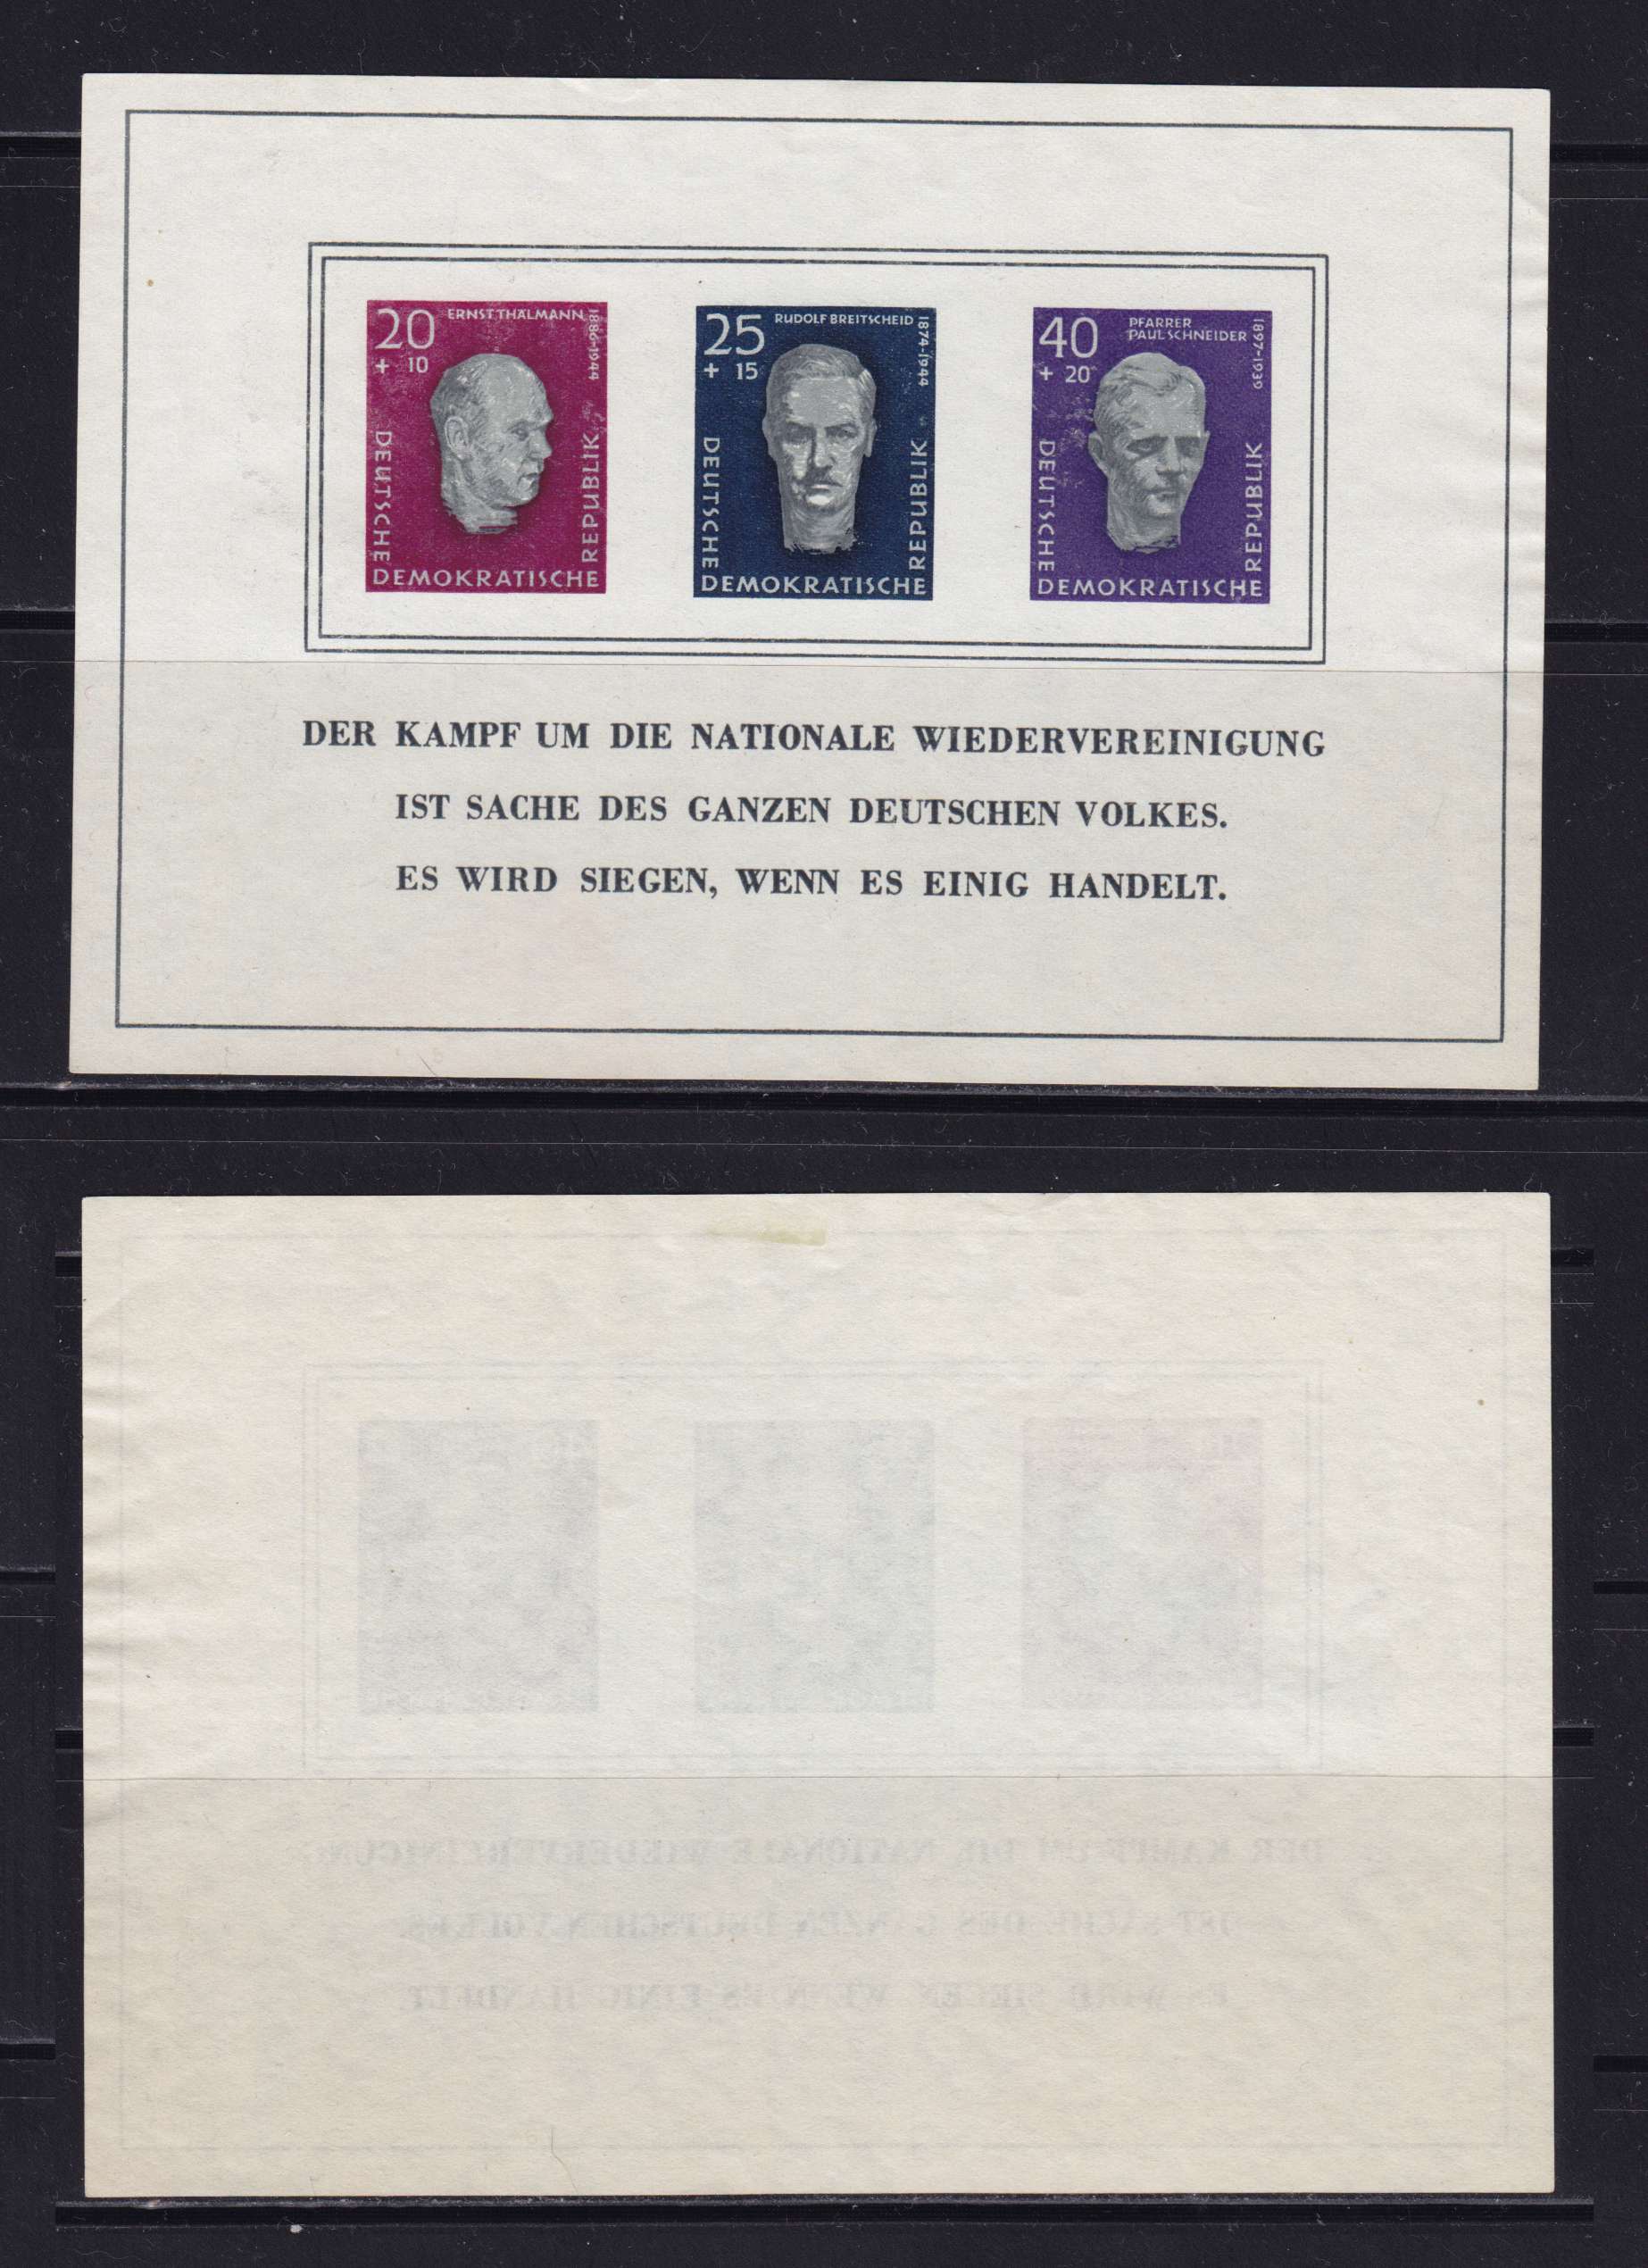 20
+ 10
ERNST THÄLMANN
1886-1944
DEUTSCHE
DEMOKRATISCHE
REPUBLIK
25
+ 15
RUDOLF BREITSCHEID
1874-1944
DEUTSCHE
DEMOKRATISCHE
REPUBLIK
40
+ 20
PFARRER
PAUL SCHNEIDER
1897-1939
DEUTSCHE
DEMOKRATISCHE
REPUBLIK
DER KAMPF UM DIE NATIONALE WIEDERVEREINIGUNG
IST SACHE DES GANZEN DEUTSCHEN VOLKES.
ES WIRD SIEGEN, WENN ES EINIG HANDELT.